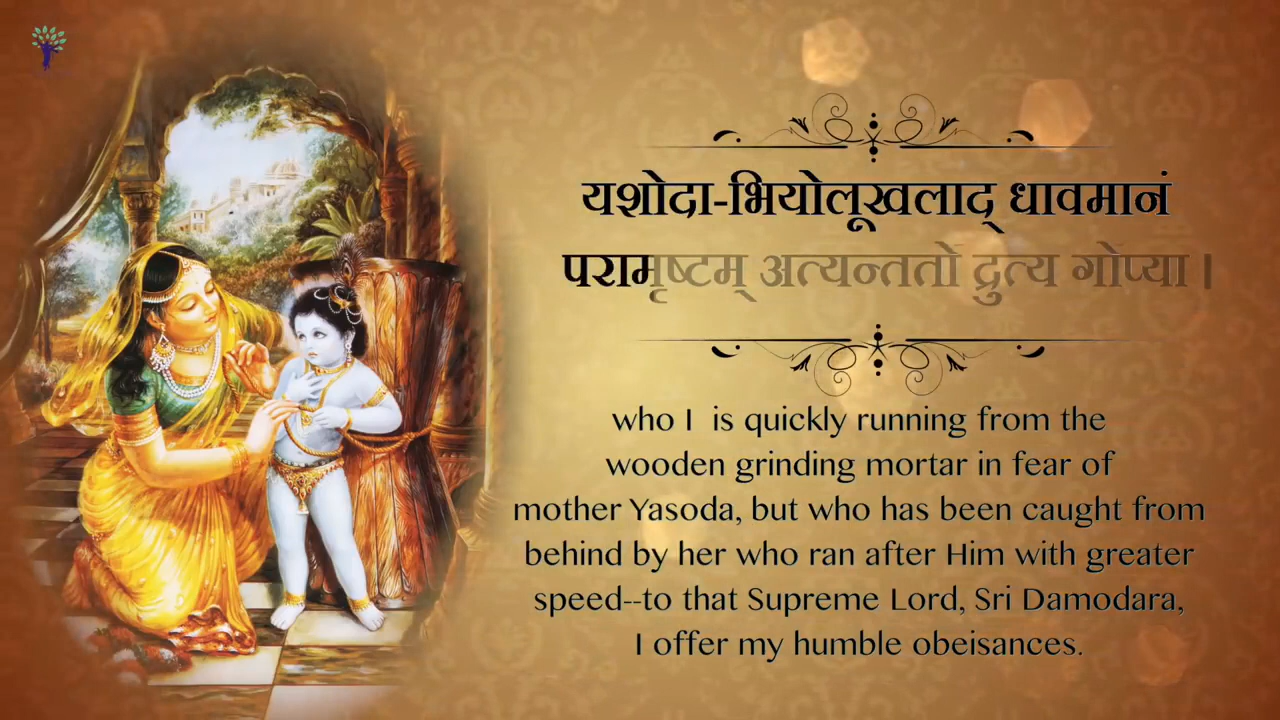 यशोदा-भियोलूखलाद् धावमानं
परामृष्टम् अत्यन्ततो द्रुत्य गोप्या ।
who I  is quickly running from the
wooden grinding mortar in fear of
mother Yasoda, but who has been caught from
behind by her who ran after Him with greater
speed--to that Supreme Lord, Sri Damodara,
I offer my humble obeisances.